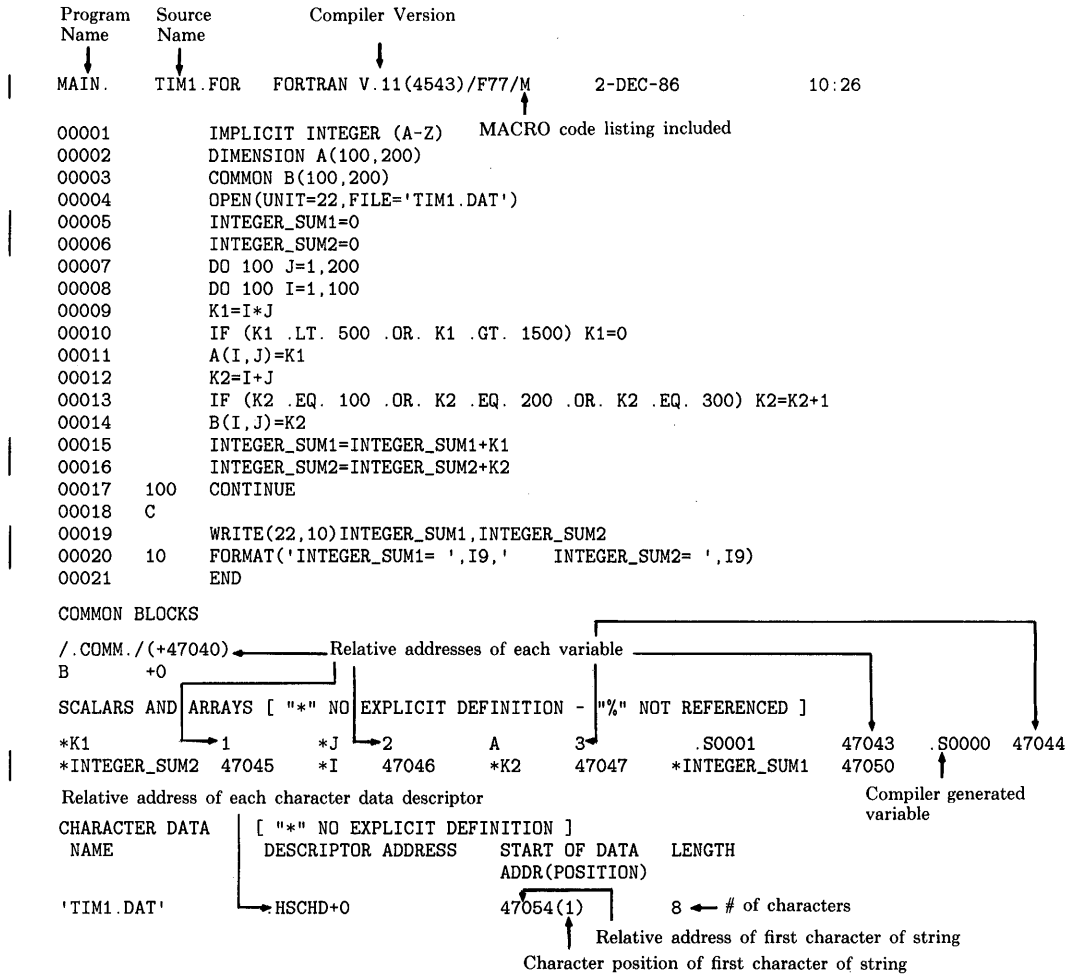 Program Source Compiler Version
Name Name
MAIN. TIM1.FOR FORTRAN V.11(4543)/F77/M 2-DEC-86 10:26
MACRO code listing included
00001 IMPLICIT INTEGER (A-Z)
00002 DIMENSION A(100,200)
00003 COMMON B(100,200)
00004 OPEN(UNIT=22,FILE='TIM1.DAT')
00005 INTEGER_SUM1=0
00006 INTEGER_SUM2=0
00007 DO 100 J=1,200
00008 DO 100 I=1,100
00009 K1=I*J
00010 IF (K1 .LT. 500 .OR. K1 .GT. 1500) K1=0
00011 A(I,J)=K1
00012 K2=I+J
00013 IF (K2 .EQ. 100 .OR. K2 .EQ. 200 .OR. K2 .EQ. 300) K2=K2+1
00014 B(I,J)=K2
00015 INTEGER_SUM1=INTEGER_SUM1+K1
00016 INTEGER_SUM2=INTEGER_SUM2+K2
00017 100 CONTINUE
00018 C
00019 WRITE(22,10)INTEGER_SUM1,INTEGER_SUM2
00020 10 FORMAT('INTEGER_SUM1= ',I9,' INTEGER_SUM2= ',I9)
00021 END
COMMON BLOCKS
/.COMM./(+47040) Relative addresses of each variable
B +0
SCALARS AND ARRAYS [ "*" NO EXPLICIT DEFINITION - "%" NOT REFERENCED ]
*K1 1 *J 2 A 3 .S0001 47043 .S0000 47044
*INTEGER_SUM2 47045 *I 47046 *K2 47047 *INTEGER_SUM1 47050
Relative address of each character data descriptor
Compiler generated
variable
CHARACTER DATA [ "*" NO EXPLICIT DEFINITION ]
NAME DESCRIPTOR ADDRESS START OF DATA LENGTH
ADDR(POSITION)
'TIM1.DAT' .HSCHD+0 47054(1) 8 # of characters
Relative address of first character of string
Character position of first character of string